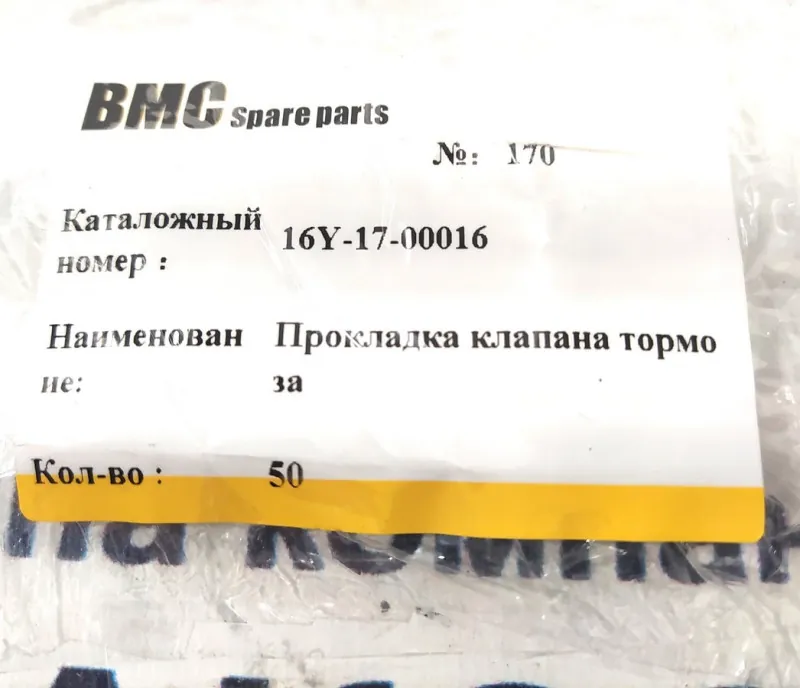 BMC spare parts
№: 170
Каталожный
номер :
16Y-17-00016
Наименован
ие:
Прокладка клапана тормо
за
Кол-во : 50